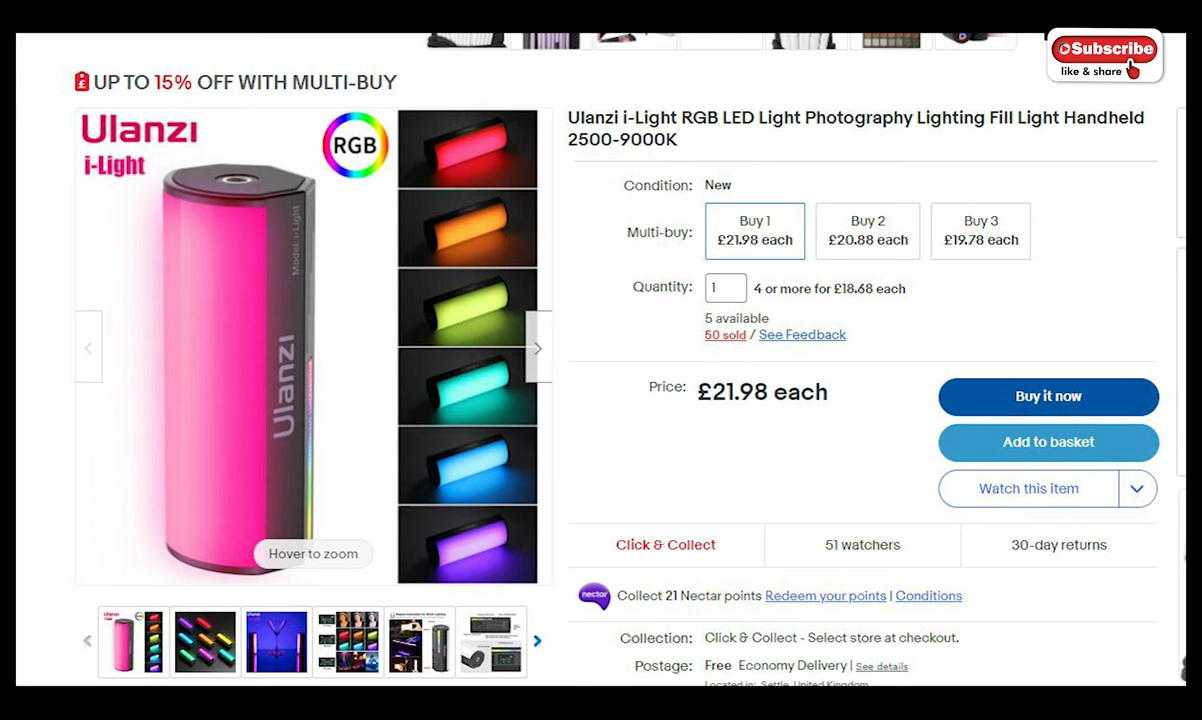 Subscribe
like & share
UP TO 15% OFF WITH MULTI-BUY
Ulanzi
i-Light
RGB
Model: i-Light
Ulanzi
Hover to zoom
Ulanzi i-Light RGB LED Light Photography Lighting Fill Light Handheld
2500-9000K
Condition: New
Multi-buy:
Buy 1
£21.98 each
Buy 2
£20.88 each
Buy 3
£19.78 each
Quantity: 1 4 or more for £18.68 each
5 available
50 sold / See Feedback
Price: £21.98 each
Buy it now
Add to basket
Watch this item
Click & Collect
51 watchers
30-day returns
nectar Collect 21 Nectar points Redeem your points | Conditions
Collection: Click & Collect - Select store at checkout.
Postage: Free Economy Delivery | See details
Located in: Settle, United Kingdom